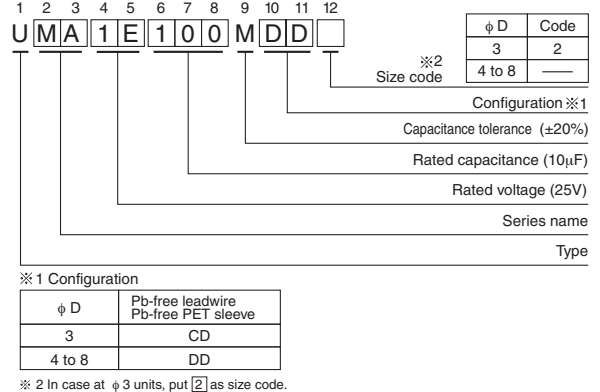 1 2 3 4 5 6 7 8 9 10 11 12
U M A 1 E 1 0 0 M D D
φ D Code
3 2
4 to 8 ——
※2
Size code
Configuration ※1
Capacitance tolerance (±20%)
Rated capacitance (10μF)
Rated voltage (25V)
Series name
Type
※1 Configuration
φ D Pb-free leadwire
Pb-free PET sleeve
3 CD
4 to 8 DD
※ 2 In case at φ 3 units, put 2 as size code.